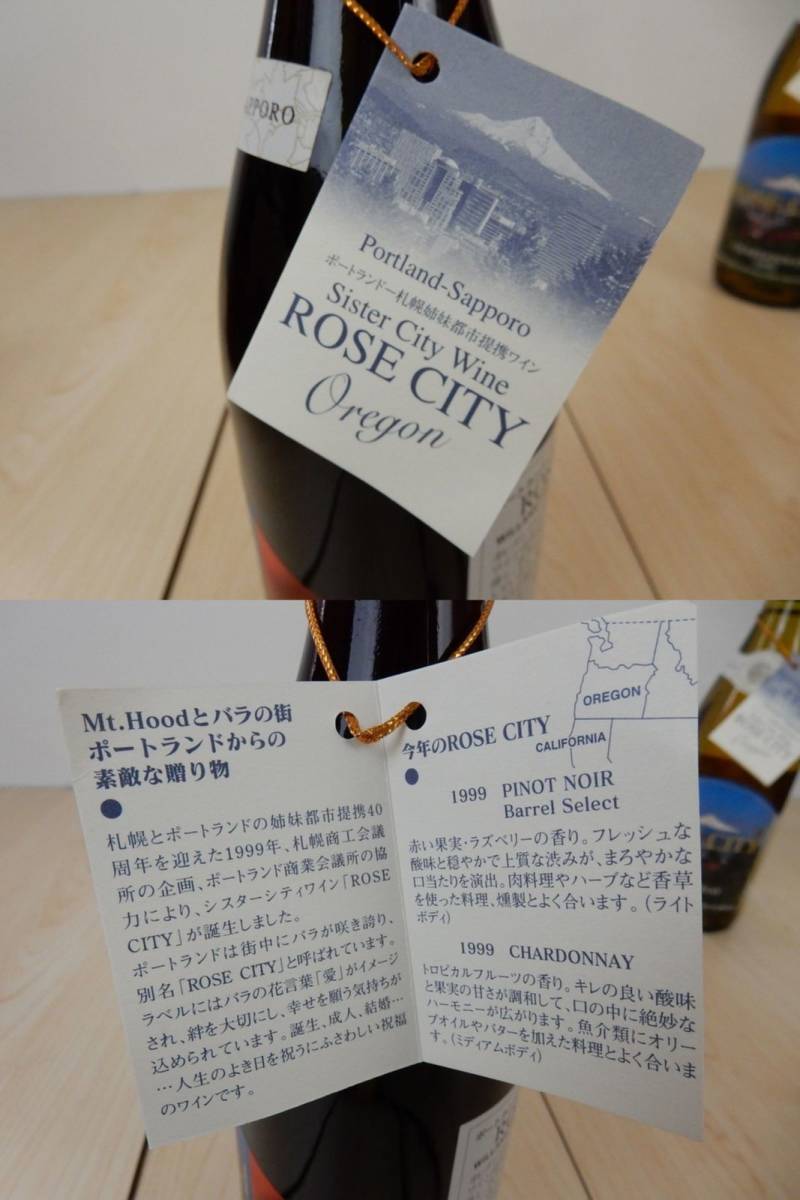 PPORO
Portland-Sapporo
ポートランドー札幌姉妹都市提携ワイン
Sister City Wine
ROSE CITY
Oregon
Mt.Hoodとバラの街
ポートランドからの
素敵な贈り物
札幌とポートランドの姉妹都市提携40
周年を迎えた1999年、札幌商工会議
所の企画、ポートランド商業会議所の協
力により、シスターシティワイン「ROSE
CITY」が誕生しました。
ポートランドは街中にバラが咲き誇り、
別名「ROSE CITY」と呼ばれています。
ラベルにはバラの花言葉「愛」がイメージ
され、絆を大切にし、幸せを願う気持ちが
込められています。誕生、成人、結婚…
…人生のよき日を祝うにふさわしい祝福
のワインです。
OREGON
CALIFORNIA
今年のROSE CITY
1999 PINOT NOIR
Barrel Select
赤い果実・ラズベリーの香り。フレッシュな
酸味と穏やかで上質な渋みが、まろやかな
口当たりを演出。肉料理やハーブなど香草
を使った料理、燻製とよく合います。(ライト
ボディ)
1999 CHARDONNAY
トロピカルフルーツの香り。キレの良い酸味
と果実の甘さが調和して、口の中に絶妙な
ハーモニーが広がります。魚介類にオリー
ブオイルやバターを加えた料理とよく合いま
す。(ミディアムボディ)